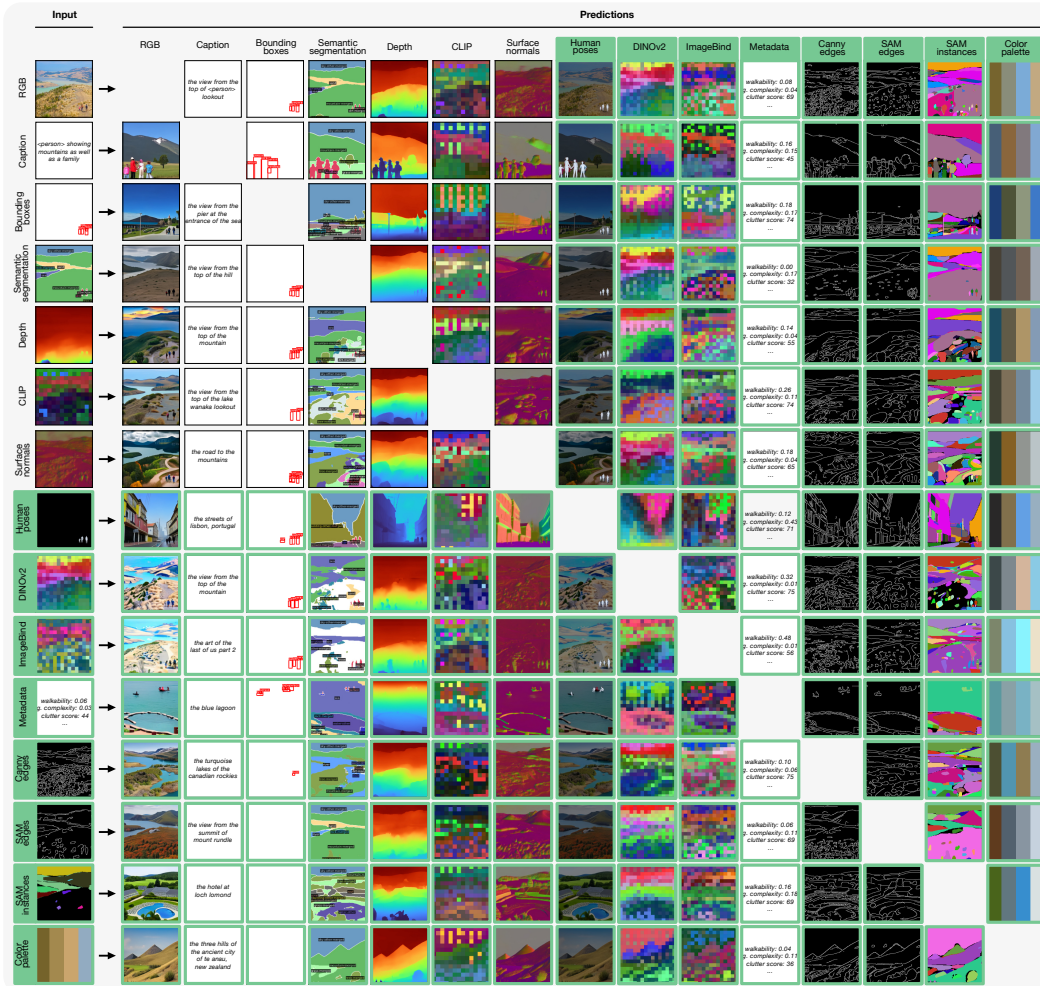 Input
Predictions
RGB
Caption
Bounding
boxes
Semantic
segmentation
Depth
CLIP
Surface
normals
Human
poses
DINOv2
ImageBind
Metadata
Canny
edges
SAM
edges
SAM
instances
Color
palette
RGB
the view from the
top of <person>
lookout
walkability: 0.08
g. complexity: 0.04
clutter score: 69
...
Caption
<person> showing
mountains as well
as a family
walkability: 0.16
g. complexity: 0.15
clutter score: 45
...
Bounding
boxes
the view from the
pier at the
entrance of the sea
walkability: 0.18
g. complexity: 0.17
clutter score: 74
...
Semantic
segmentation
the view from the
top of the hill
walkability: 0.00
g. complexity: 0.17
clutter score: 32
...
Depth
the view from the
top of the
mountain
walkability: 0.14
g. complexity: 0.04
clutter score: 55
...
CLIP
the view from the
top of the lake
wanaka lookout
walkability: 0.26
g. complexity: 0.11
clutter score: 74
...
Surface
normals
the road to the
mountains
walkability: 0.18
g. complexity: 0.04
clutter score: 65
...
Human
poses
the streets of
lisbon, portugal
walkability: 0.12
g. complexity: 0.43
clutter score: 71
...
DINOv2
the view from the
top of the
mountain
walkability: 0.32
g. complexity: 0.01
clutter score: 75
...
ImageBind
the art of the
last of us part 2
walkability: 0.48
g. complexity: 0.01
clutter score: 56
...
Metadata
walkability: 0.06
g. complexity: 0.03
clutter score: 44
...
the blue lagoon
Canny
edges
the turquoise
lakes of the
canadian rockies
walkability: 0.10
g. complexity: 0.06
clutter score: 75
...
SAM
edges
the view from the
summit of
mount rundle
walkability: 0.06
g. complexity: 0.11
clutter score: 69
...
SAM
instances
the hotel at
loch lomond
walkability: 0.16
g. complexity: 0.18
clutter score: 69
...
Color
palette
the three hills of
the ancient city
of te anau,
new zealand
walkability: 0.04
g. complexity: 0.11
clutter score: 36
...